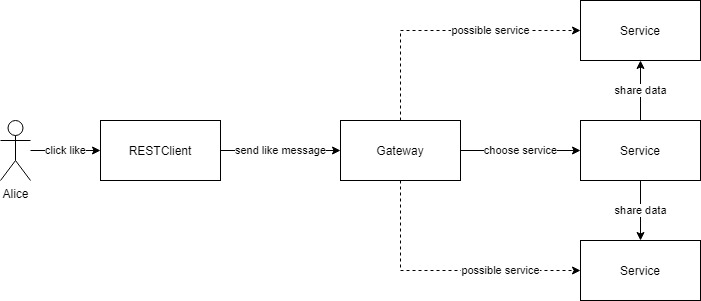 possible service
Service
share data
click like
RESTClient
send like message
Gateway
choose service
Service
Alice
share data
possible service
Service